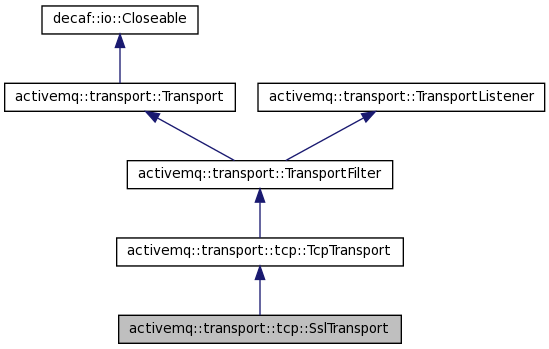 decaf::io::Closeable
activemq::transport::Transport
activemq::transport::TransportListener
activemq::transport::TransportFilter
activemq::transport::tcp::TcpTransport
activemq::transport::tcp::SslTransport